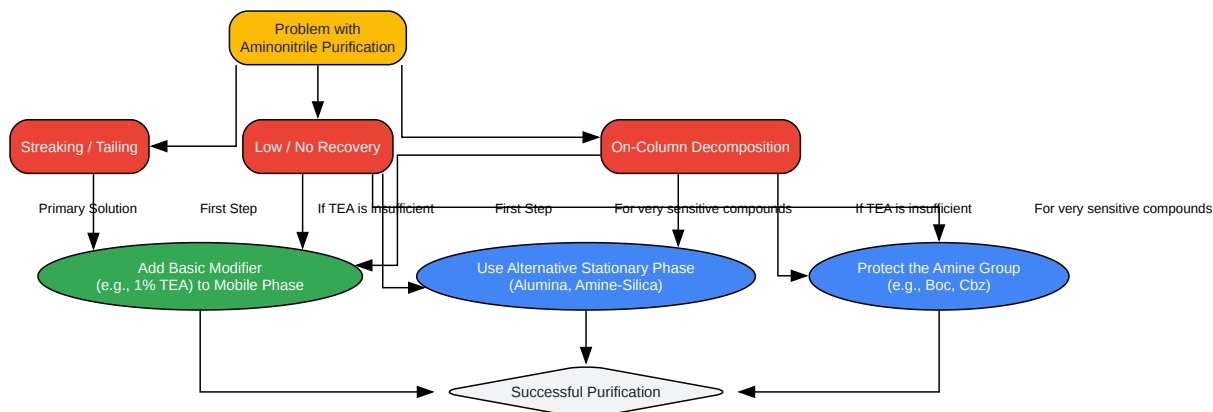 Problem with
Aminonitrile Purification
Streaking / Tailing
Low / No Recovery
On-Column Decomposition
Primary Solution
First Step
If TEA is insufficient
First Step
For very sensitive compounds
If TEA is insufficient
For very sensitive compounds
Add Basic Modifier
(e.g., 1% TEA) to Mobile Phase
Use Alternative Stationary Phase
(Alumina, Amine-Silica)
Protect the Amine Group
(e.g., Boc, Cbz)
Successful Purification